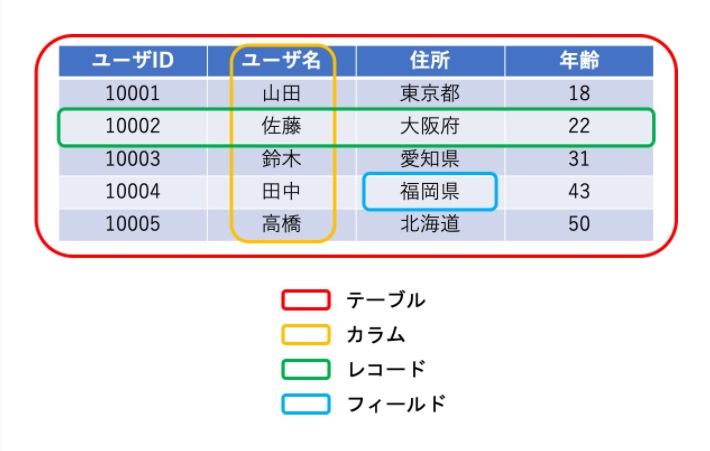 ユーザID ユーザ名 住所 年齢
10001 山田 東京都 18
10002 佐藤 大阪府 22
10003 鈴木 愛知県 31
10004 田中 福岡県 43
10005 高橋 北海道 50
テーブル
カラム
レコード
フィールド